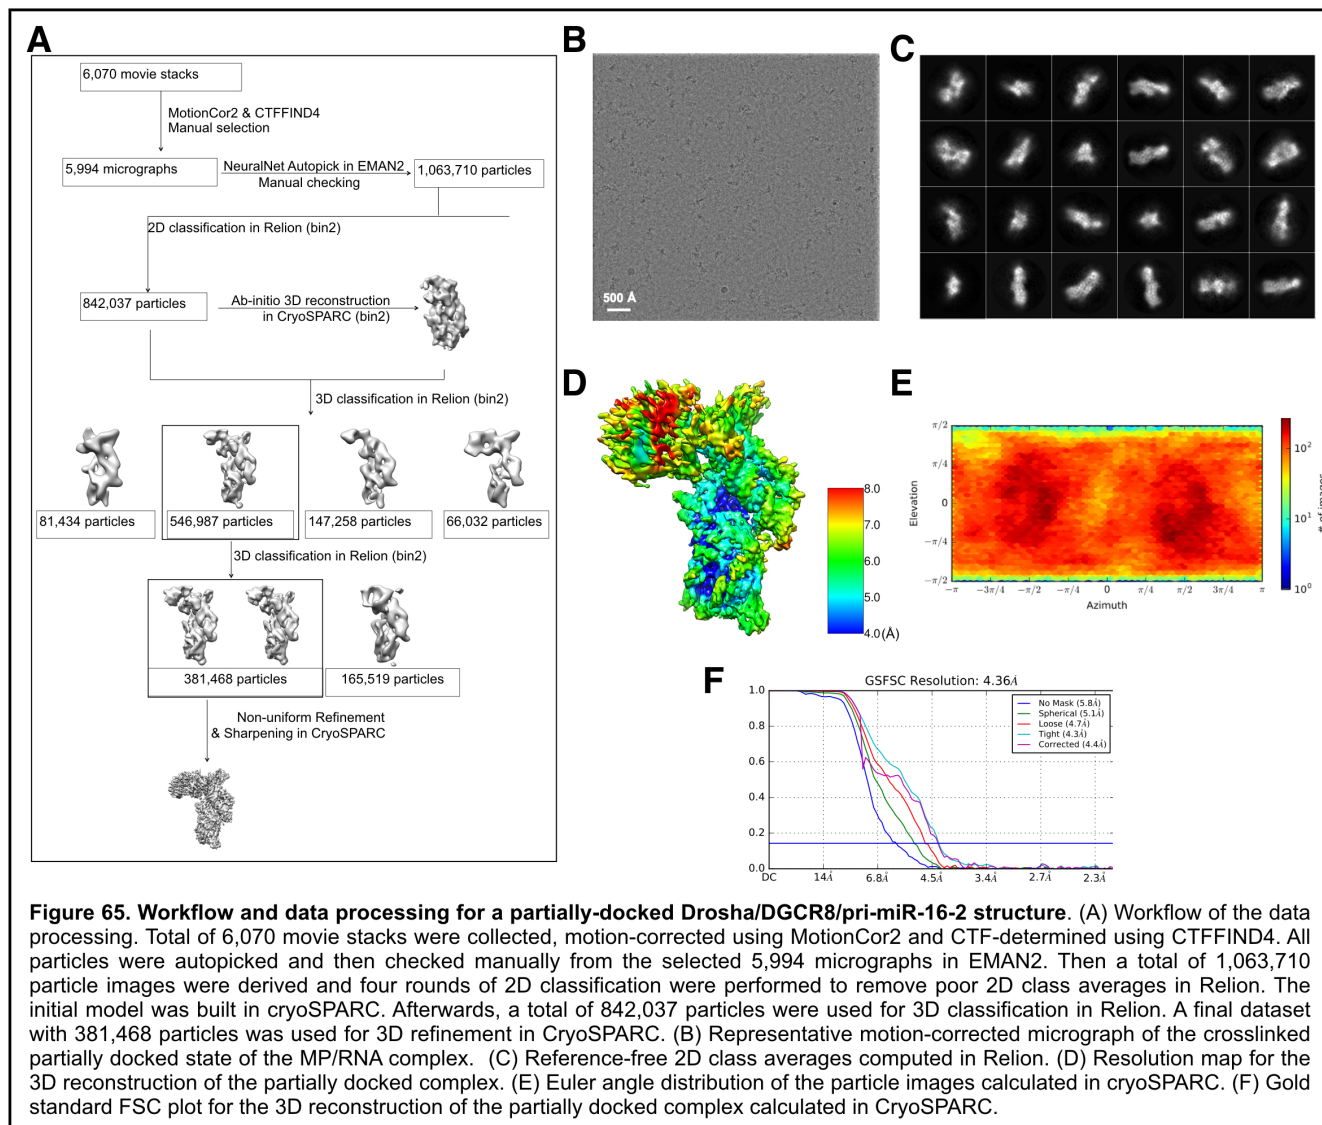 A
6,070 movie stacks
MotionCor2 & CTFFIND4
Manual selection
5,994 micrographs
NeuralNet Autopick in EMAN2
Manual checking
1,063,710 particles
2D classification in Relion (bin2)
842,037 particles
Ab-initio 3D reconstruction
in CryoSPARC (bin2)
3D classification in Relion (bin2)
81,434 particles
546,987 particles
147,258 particles
66,032 particles
3D classification in Relion (bin2)
381,468 particles
165,519 particles
Non-uniform Refinement
& Sharpening in CryoSPARC
B
500 Å
C
D
8.0
7.0
6.0
5.0
4.0(Å)
E
Elevation
π/2
π/4
0
−π/4
−π/2
−π
−3π/4
−π/2
−π/4
0
π/4
π/2
3π/4
π
Azimuth
10²
10¹
10⁰
# of images
F
GSFSC Resolution: 4.36Å
1.0
0.8
0.6
0.4
0.2
0.0
DC
14Å
6.8Å
4.5Å
3.4Å
2.7Å
2.3Å
No Mask (5.8Å)
Spherical (5.1Å)
Loose (4.7Å)
Tight (4.3Å)
Corrected (4.4Å)
Figure 65. Workflow and data processing for a partially-docked Drosha/DGCR8/pri-miR-16-2 structure. (A) Workflow of the data
processing. Total of 6,070 movie stacks were collected, motion-corrected using MotionCor2 and CTF-determined using CTFFIND4. All
particles were autopicked and then checked manually from the selected 5,994 micrographs in EMAN2. Then a total of 1,063,710
particle images were derived and four rounds of 2D classification were performed to remove poor 2D class averages in Relion. The
initial model was built in cryoSPARC. Afterwards, a total of 842,037 particles were used for 3D classification in Relion. A final dataset
with 381,468 particles was used for 3D refinement in CryoSPARC. (B) Representative motion-corrected micrograph of the crosslinked
partially docked state of the MP/RNA complex. (C) Reference-free 2D class averages computed in Relion. (D) Resolution map for the
3D reconstruction of the partially docked complex. (E) Euler angle distribution of the particle images calculated in cryoSPARC. (F) Gold
standard FSC plot for the 3D reconstruction of the partially docked complex calculated in CryoSPARC.